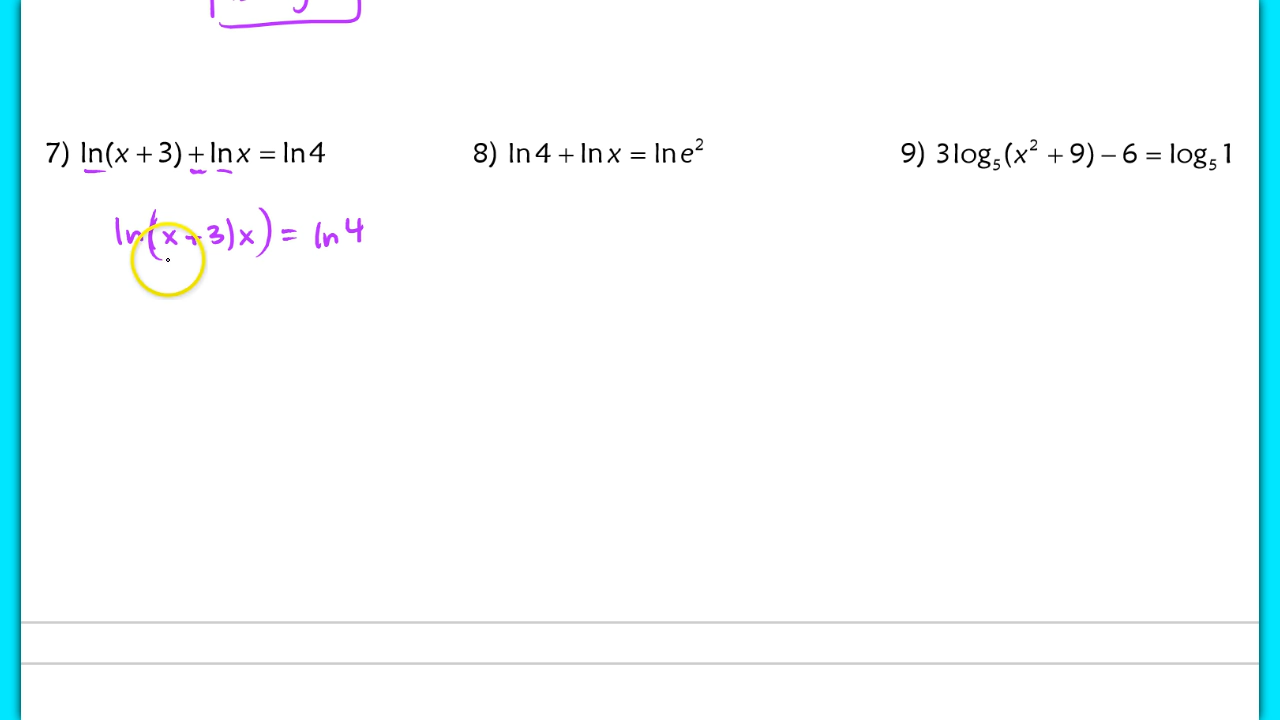 7) ln(x + 3) + ln x = ln 4
8) ln 4 + ln x = ln e²
9) 3log₅(x² + 9) − 6 = log₅ 1
ln((x+3)x) = ln 4